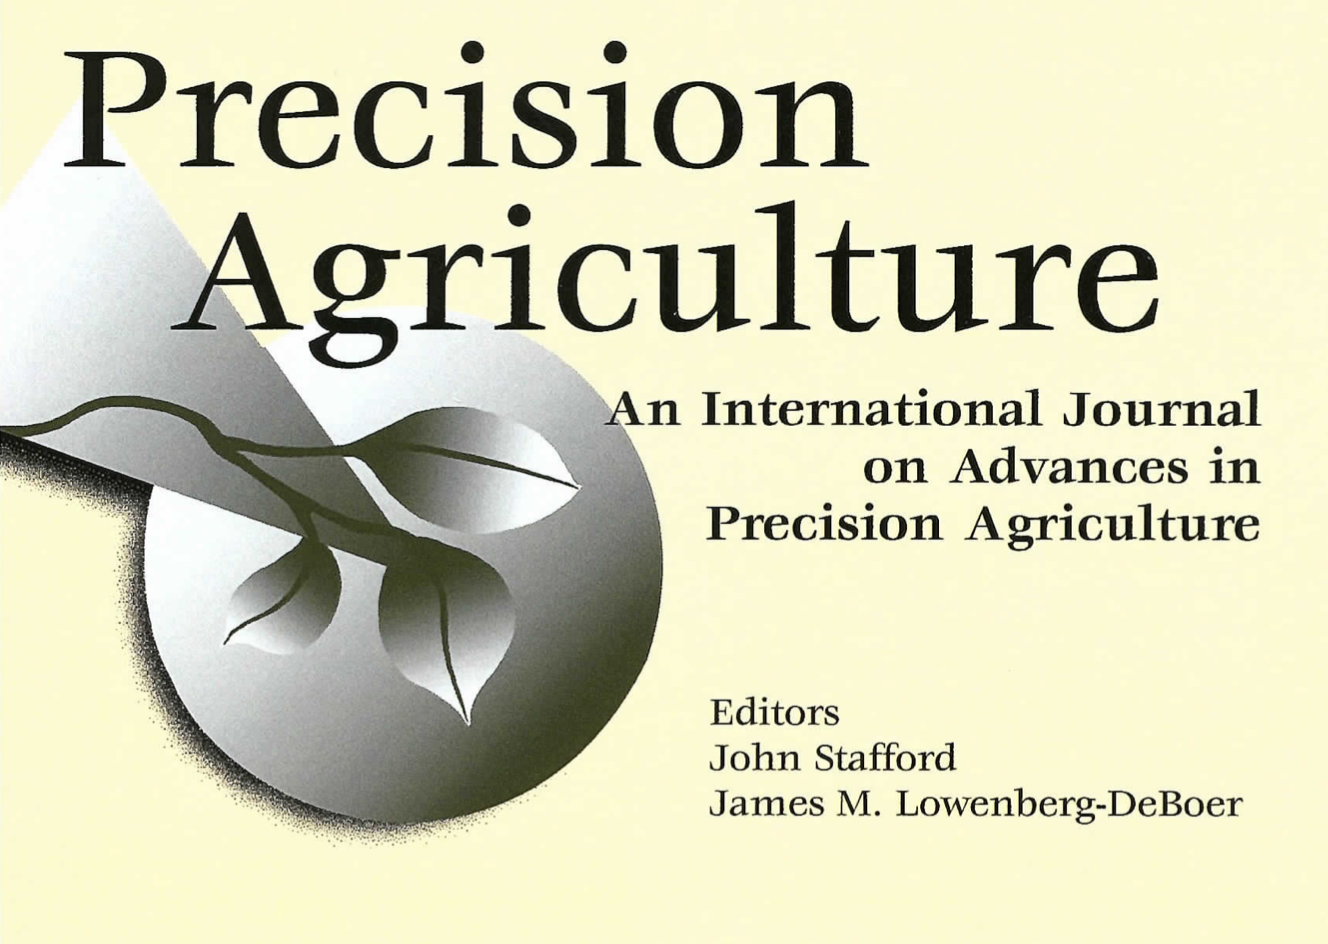 Precision
Agriculture
An International Journal
on Advances in
Precision Agriculture
Editors
John Stafford
James M. Lowenberg-DeBoer